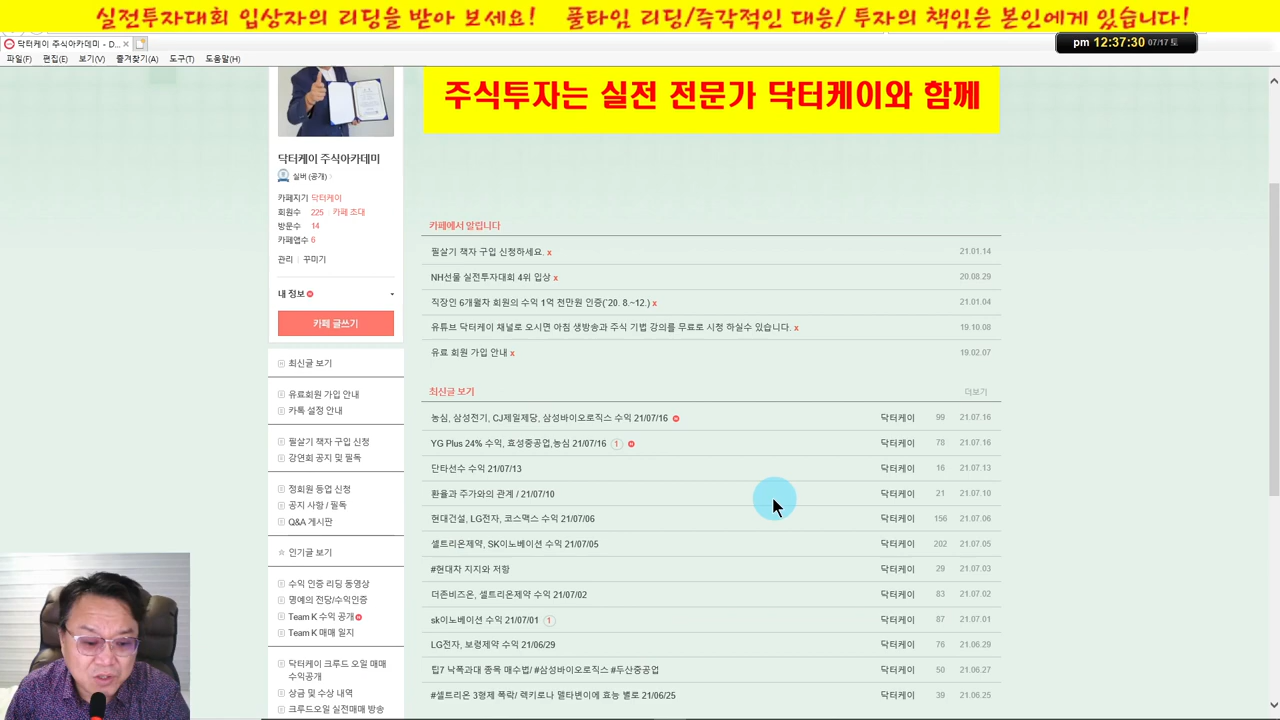 실전투자대회 입상자의 리딩을 받아 보세요! 풀타임 리딩/즉각적인 대응/ 투자의 책임은 본인에게 있습니다!
닥터케이 주식아카데미 - D...
pm 12:37:30 07/17 토
파일(F) 편집(E) 보기(V) 즐겨찾기(A) 도구(T) 도움말(H)
주식투자는 실전 전문가 닥터케이와 함께
닥터케이 주식아카데미
실버 (공개)
카페지기 닥터케이
회원수 225 카페 초대
방문수 14
카페앱수 6
관리 꾸미기
내 정보
카페 글쓰기
최신글 보기
유료회원 가입 안내
카톡 설정 안내
필살기 책자 구입 신청
강연회 공지 및 필독
정회원 등업 신청
공지 사항 / 필독
Q&A 게시판
인기글 보기
수익 인증 리딩 동영상
명예의 전당/수익인증
Team K 수익 공개
Team K 매매 일지
닥터케이 크루드 오일 매매 수익공개
상금 및 수상 내역
크루드오일 실전매매 방송
카페에서 알립니다
필살기 책자 구입 신청하세요. x 21.01.14
NH선물 실전투자대회 4위 입상 x 20.08.29
직장인 6개월차 회원의 수익 1억 천만원 인증('20. 8.~12.) x 21.01.04
유튜브 닥터케이 채널로 오시면 아침 생방송과 주식 기법 강의를 무료로 시청 하실수 있습니다. x 19.10.08
유료 회원 가입 안내 x 19.02.07
최신글 보기 더보기
농심, 삼성전기, CJ제일제당, 삼성바이오로직스 수익 21/07/16 닥터케이 99 21.07.16
YG Plus 24% 수익, 효성중공업,농심 21/07/16 1 닥터케이 78 21.07.16
단타선수 수익 21/07/13 닥터케이 16 21.07.13
환율과 주가와의 관계 / 21/07/10 닥터케이 21 21.07.10
현대건설, LG전자, 코스맥스 수익 21/07/06 닥터케이 156 21.07.06
셀트리온제약, SK이노베이션 수익 21/07/05 닥터케이 202 21.07.05
#현대차 지지와 저항 닥터케이 29 21.07.03
더존비즈온, 셀트리온제약 수익 21/07/02 닥터케이 83 21.07.02
sk이노베이션 수익 21/07/01 1 닥터케이 87 21.07.01
LG전자, 보령제약 수익 21/06/29 닥터케이 76 21.06.29
팁7 낙폭과대 종목 매수법/ #삼성바이오로직스 #두산중공업 닥터케이 50 21.06.27
#셀트리온 3형제 폭락/ 렉키로나 델타변이에 효능 별로 21/06/25 닥터케이 39 21.06.25